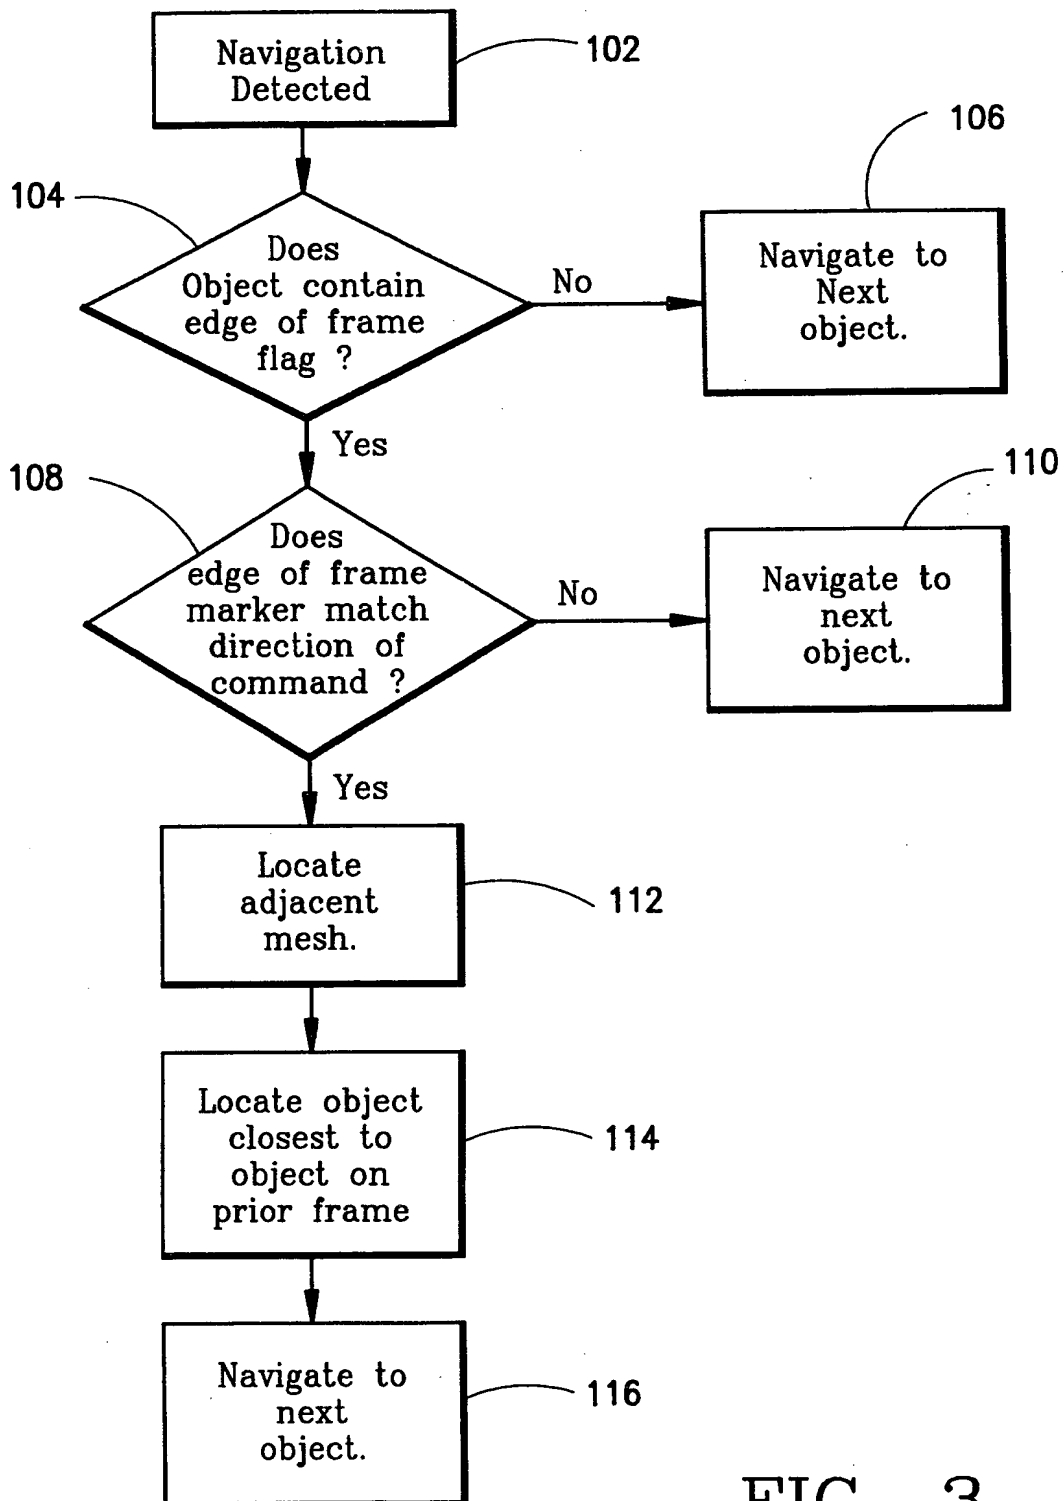 Navigation
Detected
102
104
Does
Object contain
edge of frame
flag ?
No
106
Navigate to
Next
object.
Yes
108
Does
edge of frame
marker match
direction of
command ?
No
110
Navigate to
next
object.
Yes
Locate
adjacent
mesh.
112
Locate object
closest to
object on
prior frame
114
Navigate to
next
object.
116
FIG. 3